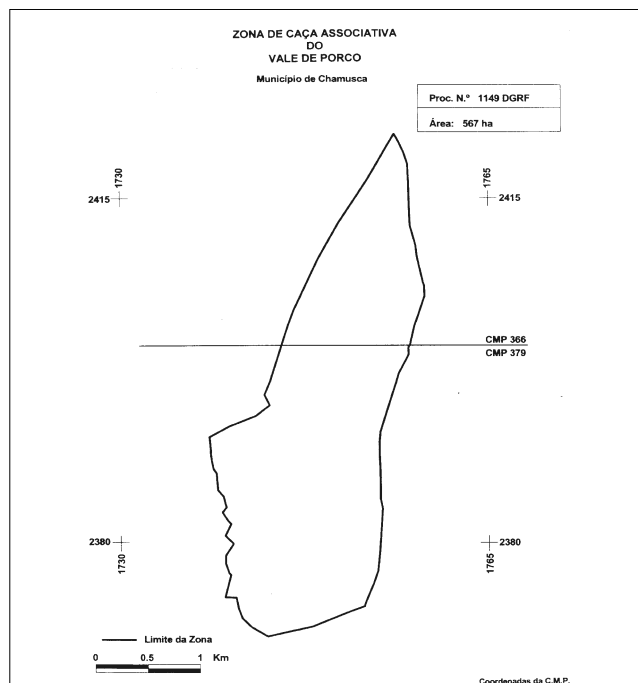 ZONA DE CAÇA ASSOCIATIVA
DO
VALE DE PORCO
Município de Chamusca
Proc. N.º 1149 DGRF
Área: 567 ha
1730
1765
2415
2415
CMP 366
CMP 379
2380
2380
1730
1765
Limite da Zona
0 0.5 1 Km
Coordenadas da C.M.P.